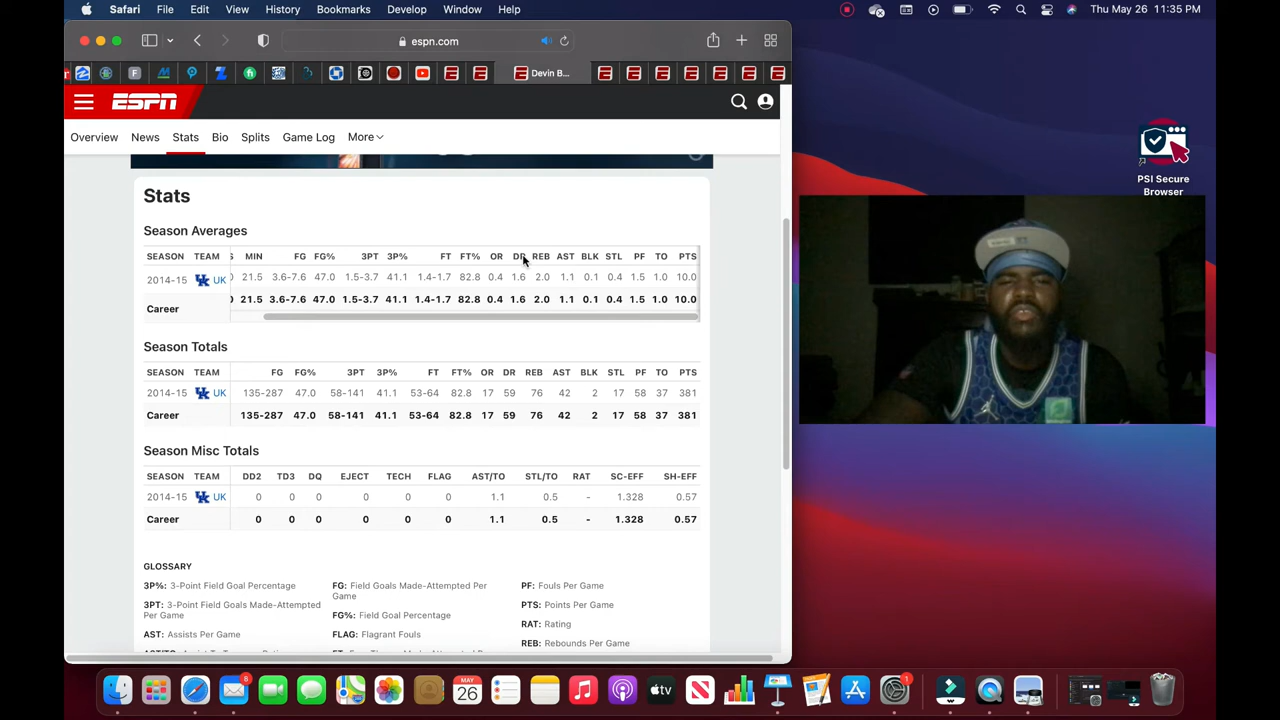 Safari File Edit View History Bookmarks Develop Window Help Thu May 26 11:35 PM
espn.com
Devin B...
ESPN
Overview News Stats Bio Splits Game Log More
PSI Secure
Browser
Stats
Season Averages
SEASON TEAM MIN FG FG% 3PT 3P% FT FT% OR DR REB AST BLK STL PF TO PTS
2014-15 UK 21.5 3.6-7.6 47.0 1.5-3.7 41.1 1.4-1.7 82.8 0.4 1.6 2.0 1.1 0.1 0.4 1.5 1.0 10.0
Career 21.5 3.6-7.6 47.0 1.5-3.7 41.1 1.4-1.7 82.8 0.4 1.6 2.0 1.1 0.1 0.4 1.5 1.0 10.0
Season Totals
SEASON TEAM FG FG% 3PT 3P% FT FT% OR DR REB AST BLK STL PF TO PTS
2014-15 UK 135-287 47.0 58-141 41.1 53-64 82.8 17 59 76 42 2 17 58 37 381
Career 135-287 47.0 58-141 41.1 53-64 82.8 17 59 76 42 2 17 58 37 381
Season Misc Totals
SEASON TEAM DD2 TD3 DQ EJECT TECH FLAG AST/TO STL/TO RAT SC-EFF SH-EFF
2014-15 UK 0 0 0 0 0 0 1.1 0.5 - 1.328 0.57
Career 0 0 0 0 0 0 1.1 0.5 - 1.328 0.57
GLOSSARY
3P%: 3-Point Field Goal Percentage
3PT: 3-Point Field Goals Made-Attempted
Per Game
AST: Assists Per Game
FG: Field Goals Made-Attempted Per
Game
FG%: Field Goal Percentage
FLAG: Flagrant Fouls
PF: Fouls Per Game
PTS: Points Per Game
RAT: Rating
REB: Rebounds Per Game
8
MAY
26
tv
1